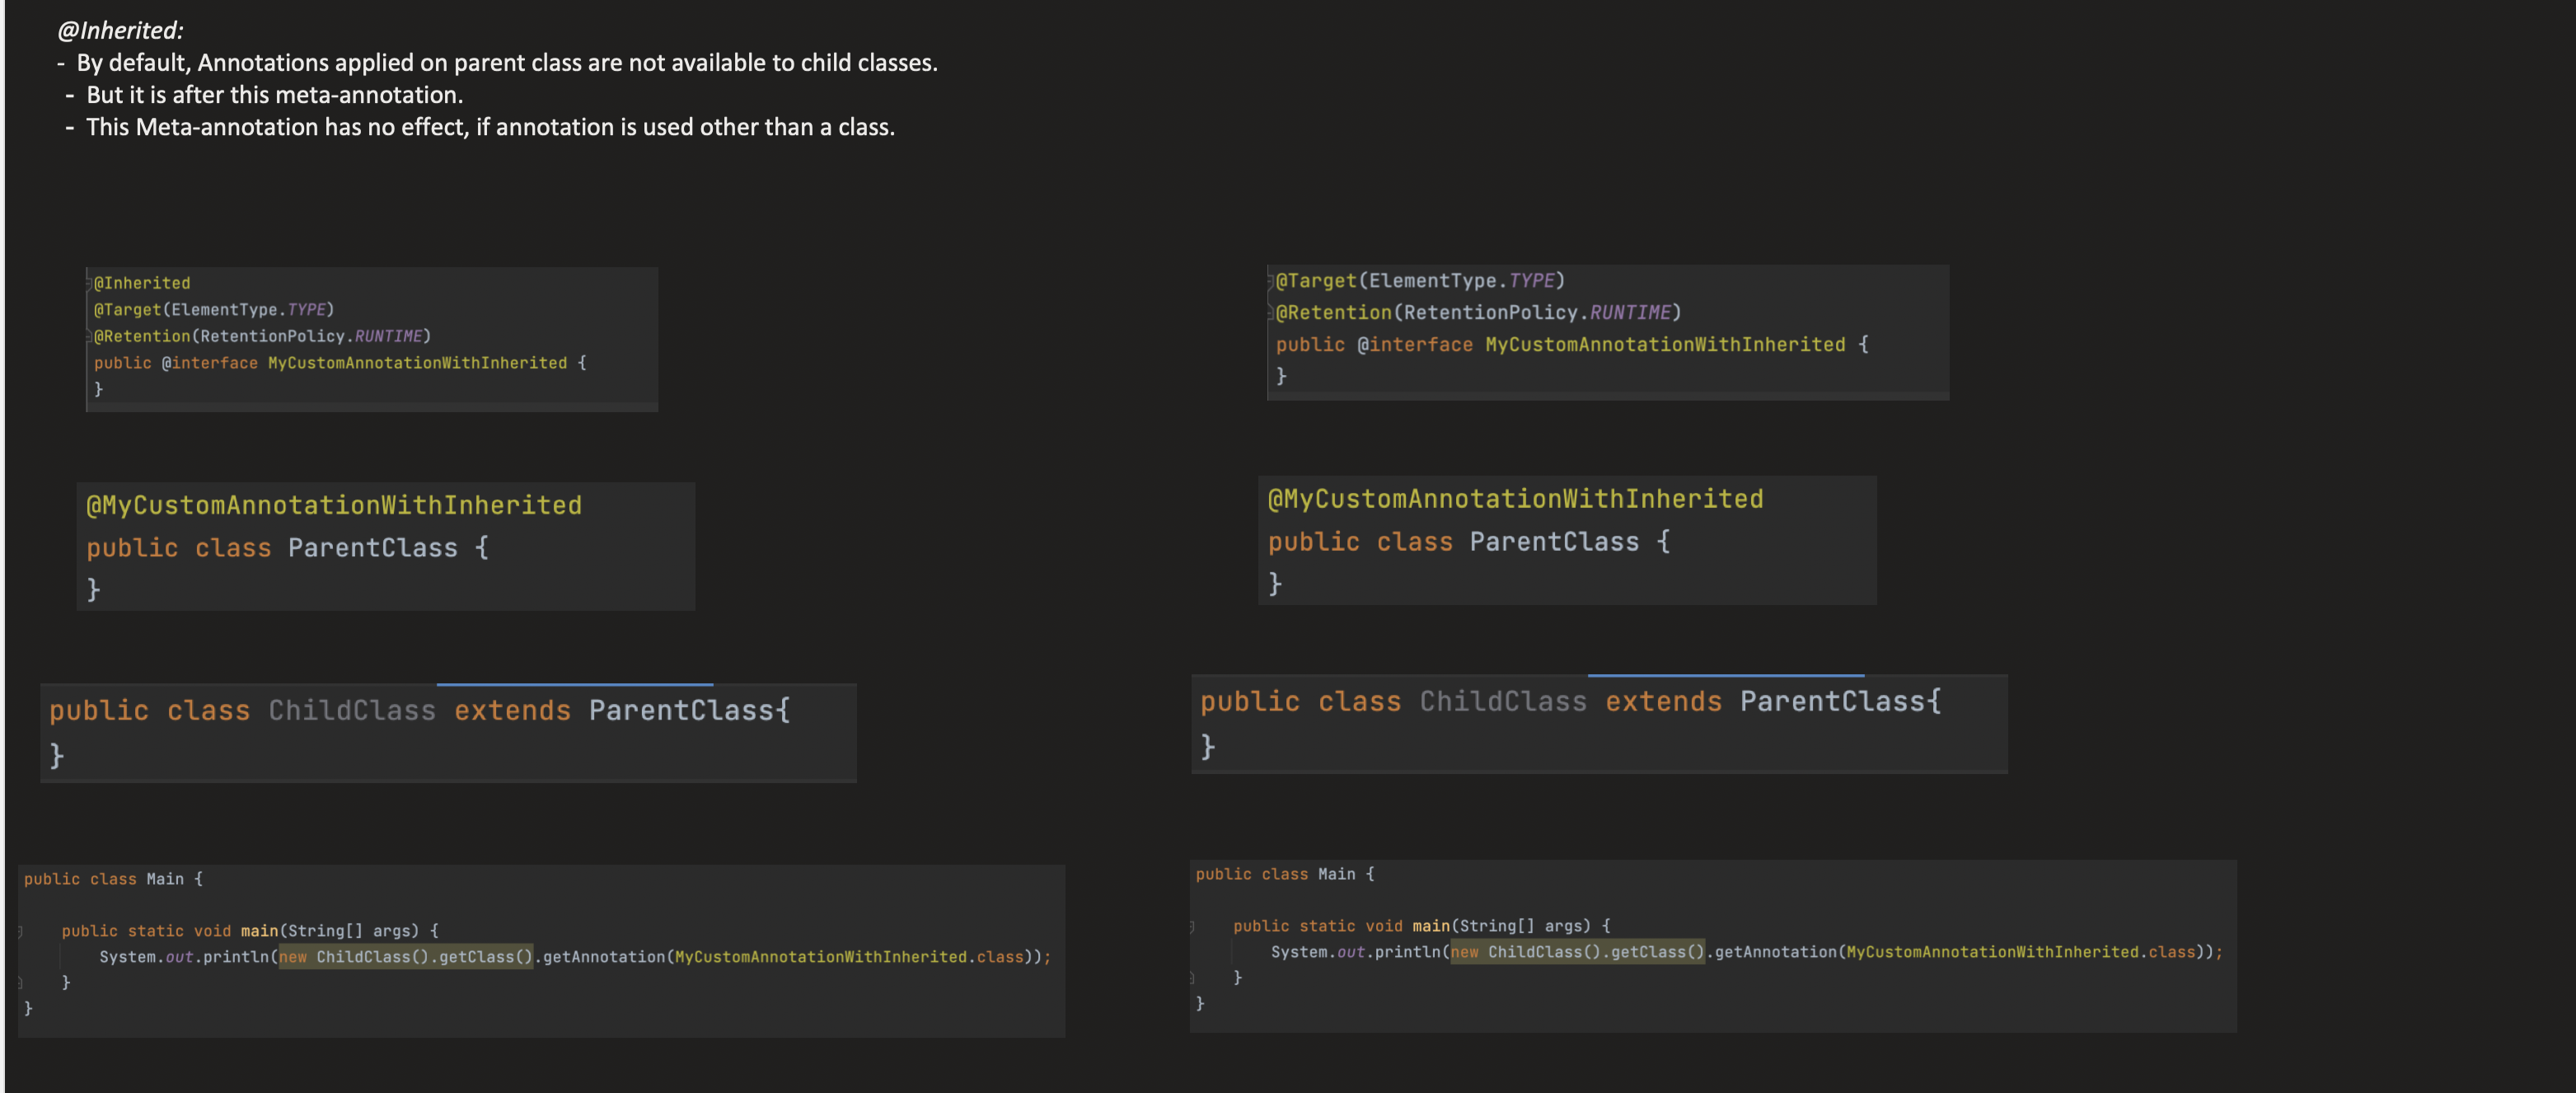 @Inherited:
- By default, Annotations applied on parent class are not available to child classes.
- But it is after this meta-annotation.
- This Meta-annotation has no effect, if annotation is used other than a class.
@Inherited
@Target(ElementType.TYPE)
@Retention(RetentionPolicy.RUNTIME)
public @interface MyCustomAnnotationWithInherited {
}
@MyCustomAnnotationWithInherited
public class ParentClass {
}
public class ChildClass extends ParentClass{
}
public class Main {
public static void main(String[] args) {
System.out.println(new ChildClass().getClass().getAnnotation(MyCustomAnnotationWithInherited.class));
}
}
@Target(ElementType.TYPE)
@Retention(RetentionPolicy.RUNTIME)
public @interface MyCustomAnnotationWithInherited {
}
@MyCustomAnnotationWithInherited
public class ParentClass {
}
public class ChildClass extends ParentClass{
}
public class Main {
public static void main(String[] args) {
System.out.println(new ChildClass().getClass().getAnnotation(MyCustomAnnotationWithInherited.class));
}
}